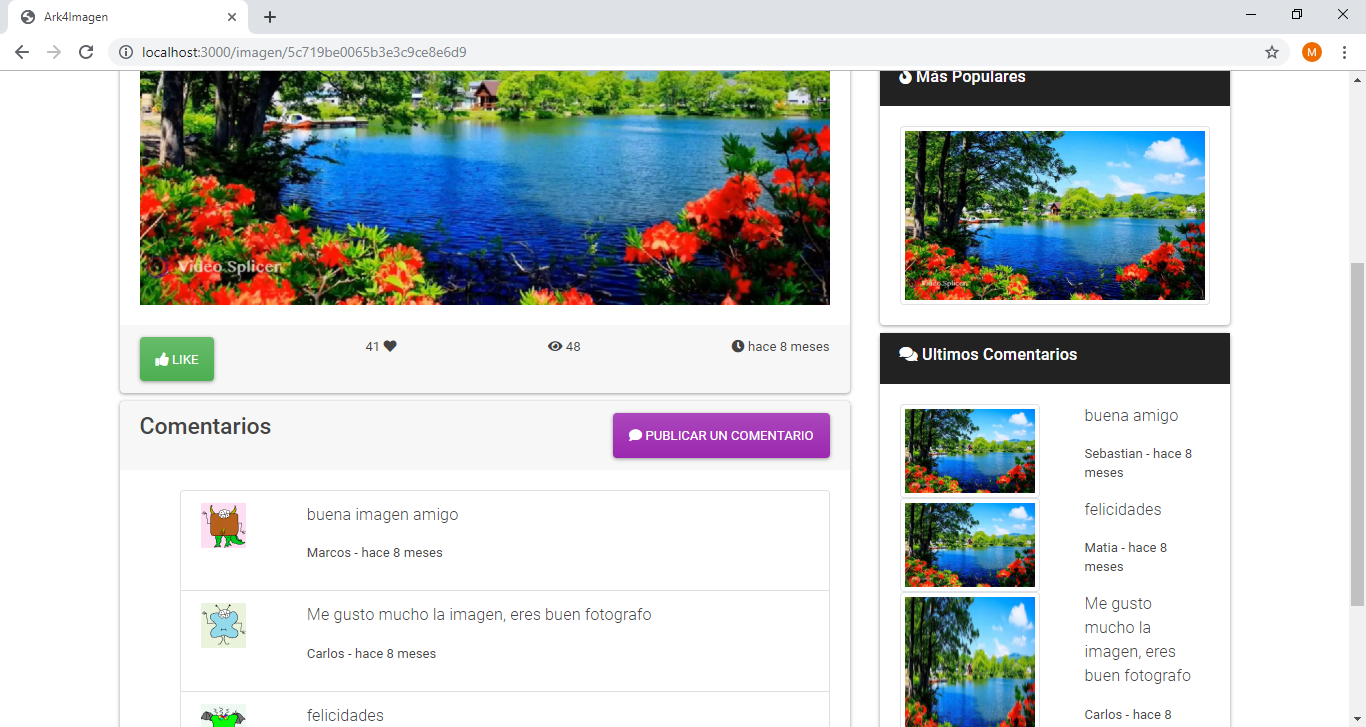 Ark4Imagen
localhost:3000/imagen/5c719be0065b3e3c9ce8e6d9
M
Video Splicer
LIKE
41
48
hace 8 meses
Comentarios
PUBLICAR UN COMENTARIO
buena imagen amigo
Marcos - hace 8 meses
Me gusto mucho la imagen, eres buen fotografo
Carlos - hace 8 meses
felicidades
Más Populares
Video Splicer
Ultimos Comentarios
buena amigo
Sebastian - hace 8
meses
felicidades
Matia - hace 8
meses
Me gusto
mucho la
imagen, eres
buen fotografo
Carlos - hace 8